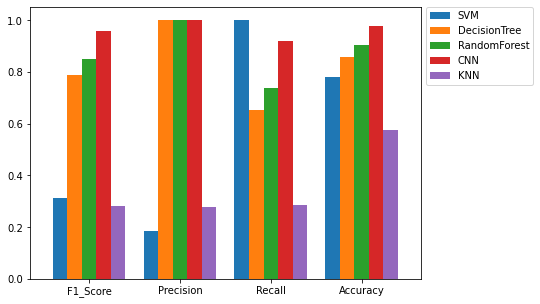 1.0
0.8
0.6
0.4
0.2
0.0
F1_Score Precision Recall Accuracy
SVM
DecisionTree
RandomForest
CNN
KNN